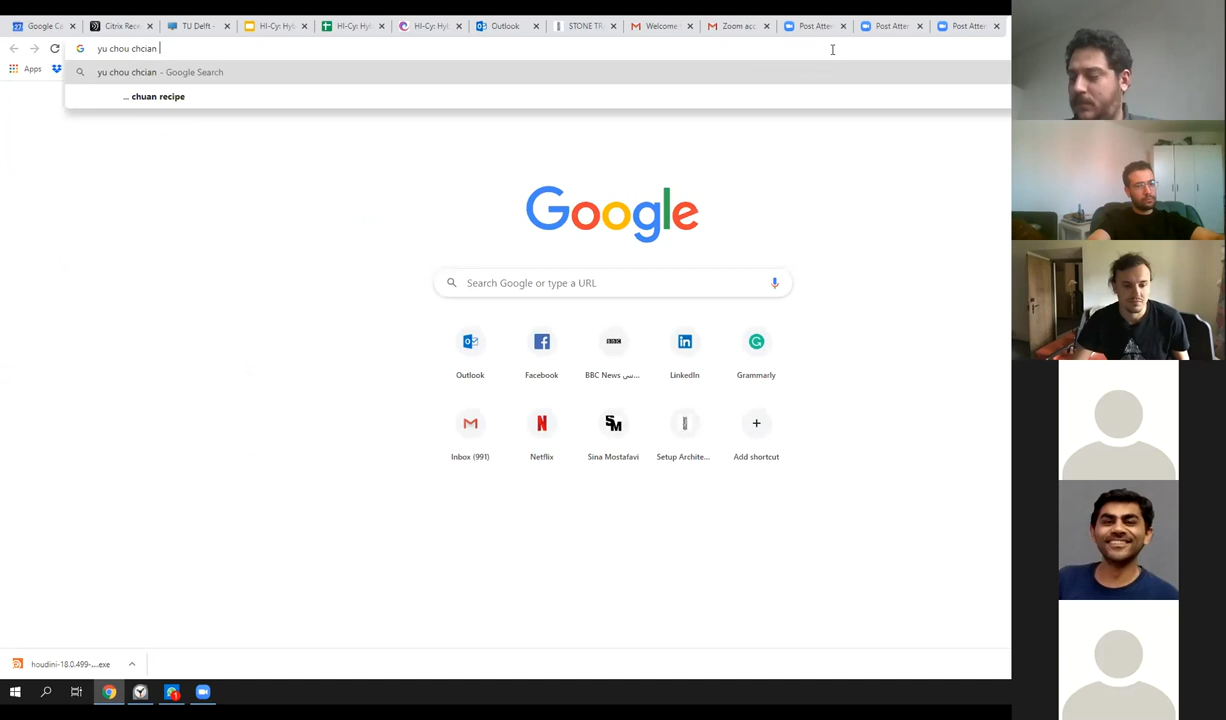 Google Ca
Citrix Rece
TU Delft -
HI-Cy: Hyb
HI-Cy: Hyb
HI-Cy: Hyb
Outlook
STONE TR
Welcome
Zoom acc
Post Atten
Post Atten
Post Atten
yu chou chcian
Apps
yu chou chcian - Google Search
... chuan recipe
Google
Search Google or type a URL
Outlook
Facebook
BBC News ...
LinkedIn
Grammarly
Inbox (991)
Netflix
Sina Mostafavi
Setup Archite...
Add shortcut
houdini-18.0.499-....exe